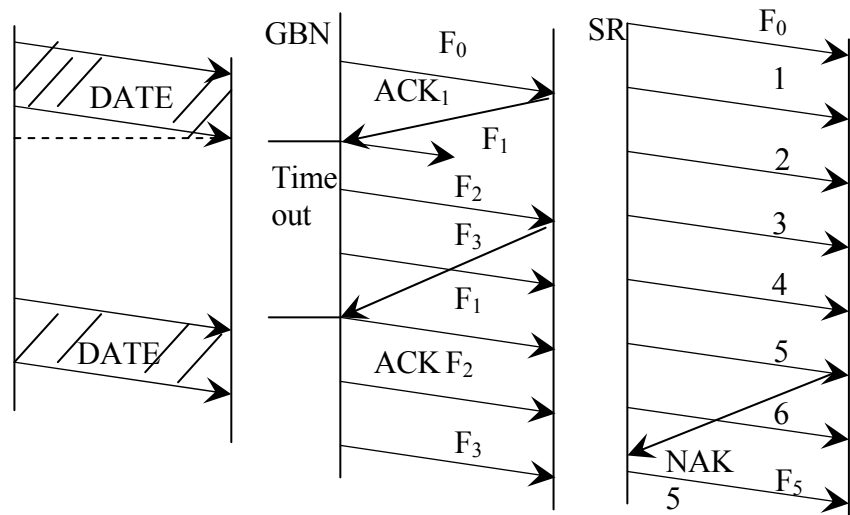 DATE
DATE
GBN
F₀
ACK₁
F₁
Time
out
F₂
F₃
F₁
ACK F₂
F₃
SR
F₀
1
2
3
4
5
6
NAK
5
F₅